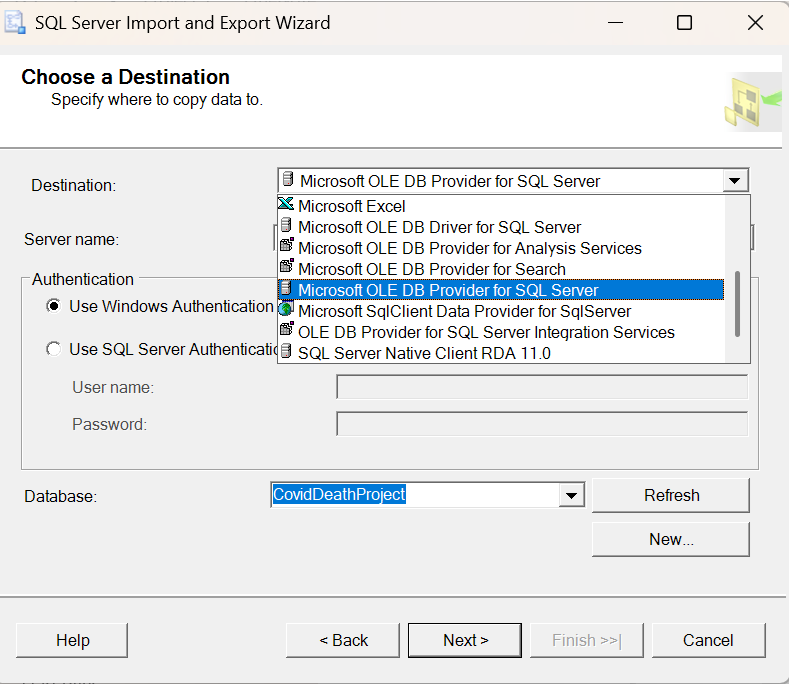 SQL Server Import and Export Wizard
Choose a Destination
Specify where to copy data to.
Destination:
Microsoft OLE DB Provider for SQL Server
Microsoft Excel
Microsoft OLE DB Driver for SQL Server
Server name:
Microsoft OLE DB Provider for Analysis Services
Microsoft OLE DB Provider for Search
Authentication
Microsoft OLE DB Provider for SQL Server
Use Windows Authentication
Microsoft SqlClient Data Provider for SqlServer
OLE DB Provider for SQL Server Integration Services
Use SQL Server Authenticatio
SQL Server Native Client RDA 11.0
User name:
Password:
Database:
CovidDeathProject
Refresh
New...
Help
< Back
Next >
Finish >>|
Cancel